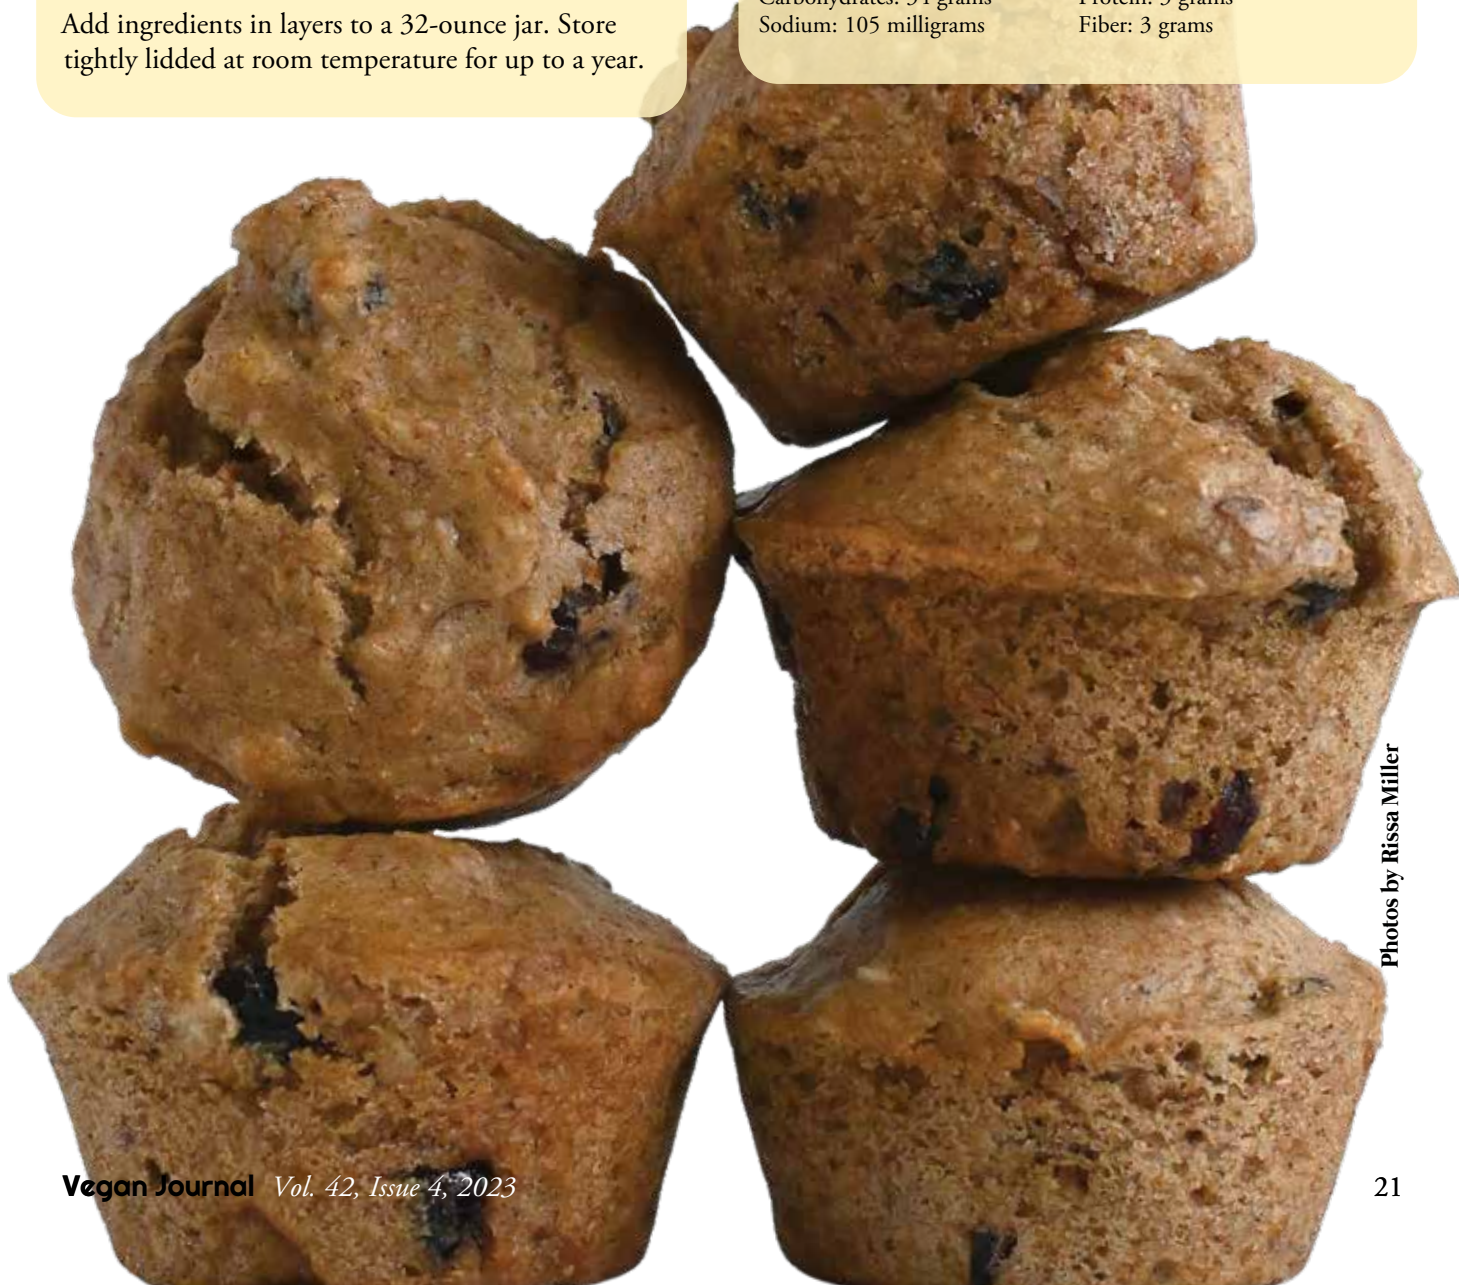 Add ingredients in layers to a 32-ounce jar. Store
tightly lidded at room temperature for up to a year.
Sodium: 105 milligrams
Fiber: 3 grams
Photos by Rissa Miller
Vegan Journal Vol. 42, Issue 4, 2023
21